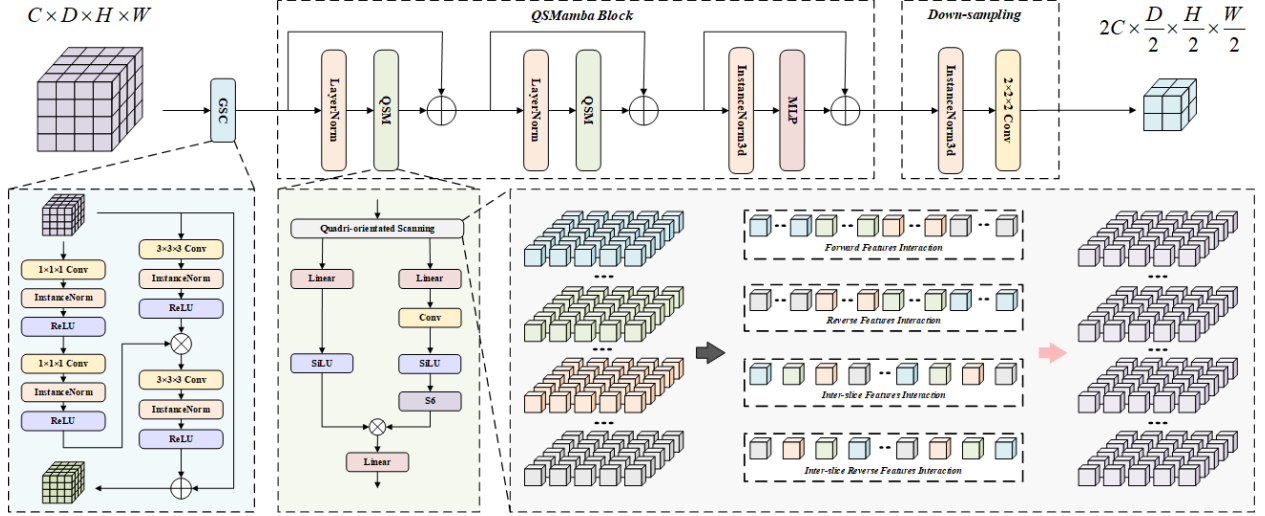 C × D × H × W
QSMamba Block
Down-sampling
2C × D/2 × H/2 × W/2
GSC
LayerNorm
QSM
LayerNorm
QSM
InstanceNorm3d
MLP
InstanceNorm3d
2×2×2 Conv
1×1×1 Conv
InstanceNorm
ReLU
1×1×1 Conv
InstanceNorm
ReLU
3×3×3 Conv
InstanceNorm
ReLU
3×3×3 Conv
InstanceNorm
ReLU
Quadri-orientated Scanning
Linear
SiLU
Linear
Conv
SiLU
S6
Linear
Forward Features Interaction
Reverse Features Interaction
Inter-slice Features Interaction
Inter-slice Reverse Features Interaction